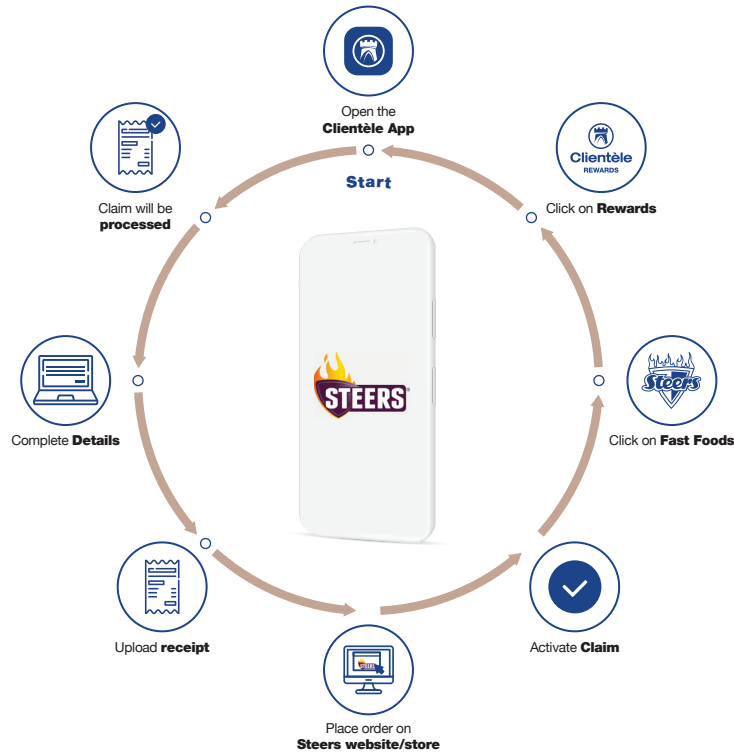 Open the
Clientèle App
Start
Clientèle
REWARDS
Click on Rewards
Steers
Click on Fast Foods
Activate Claim
Place order on
Steers website/store
Upload receipt
Complete Details
Claim will be
processed
STEERS